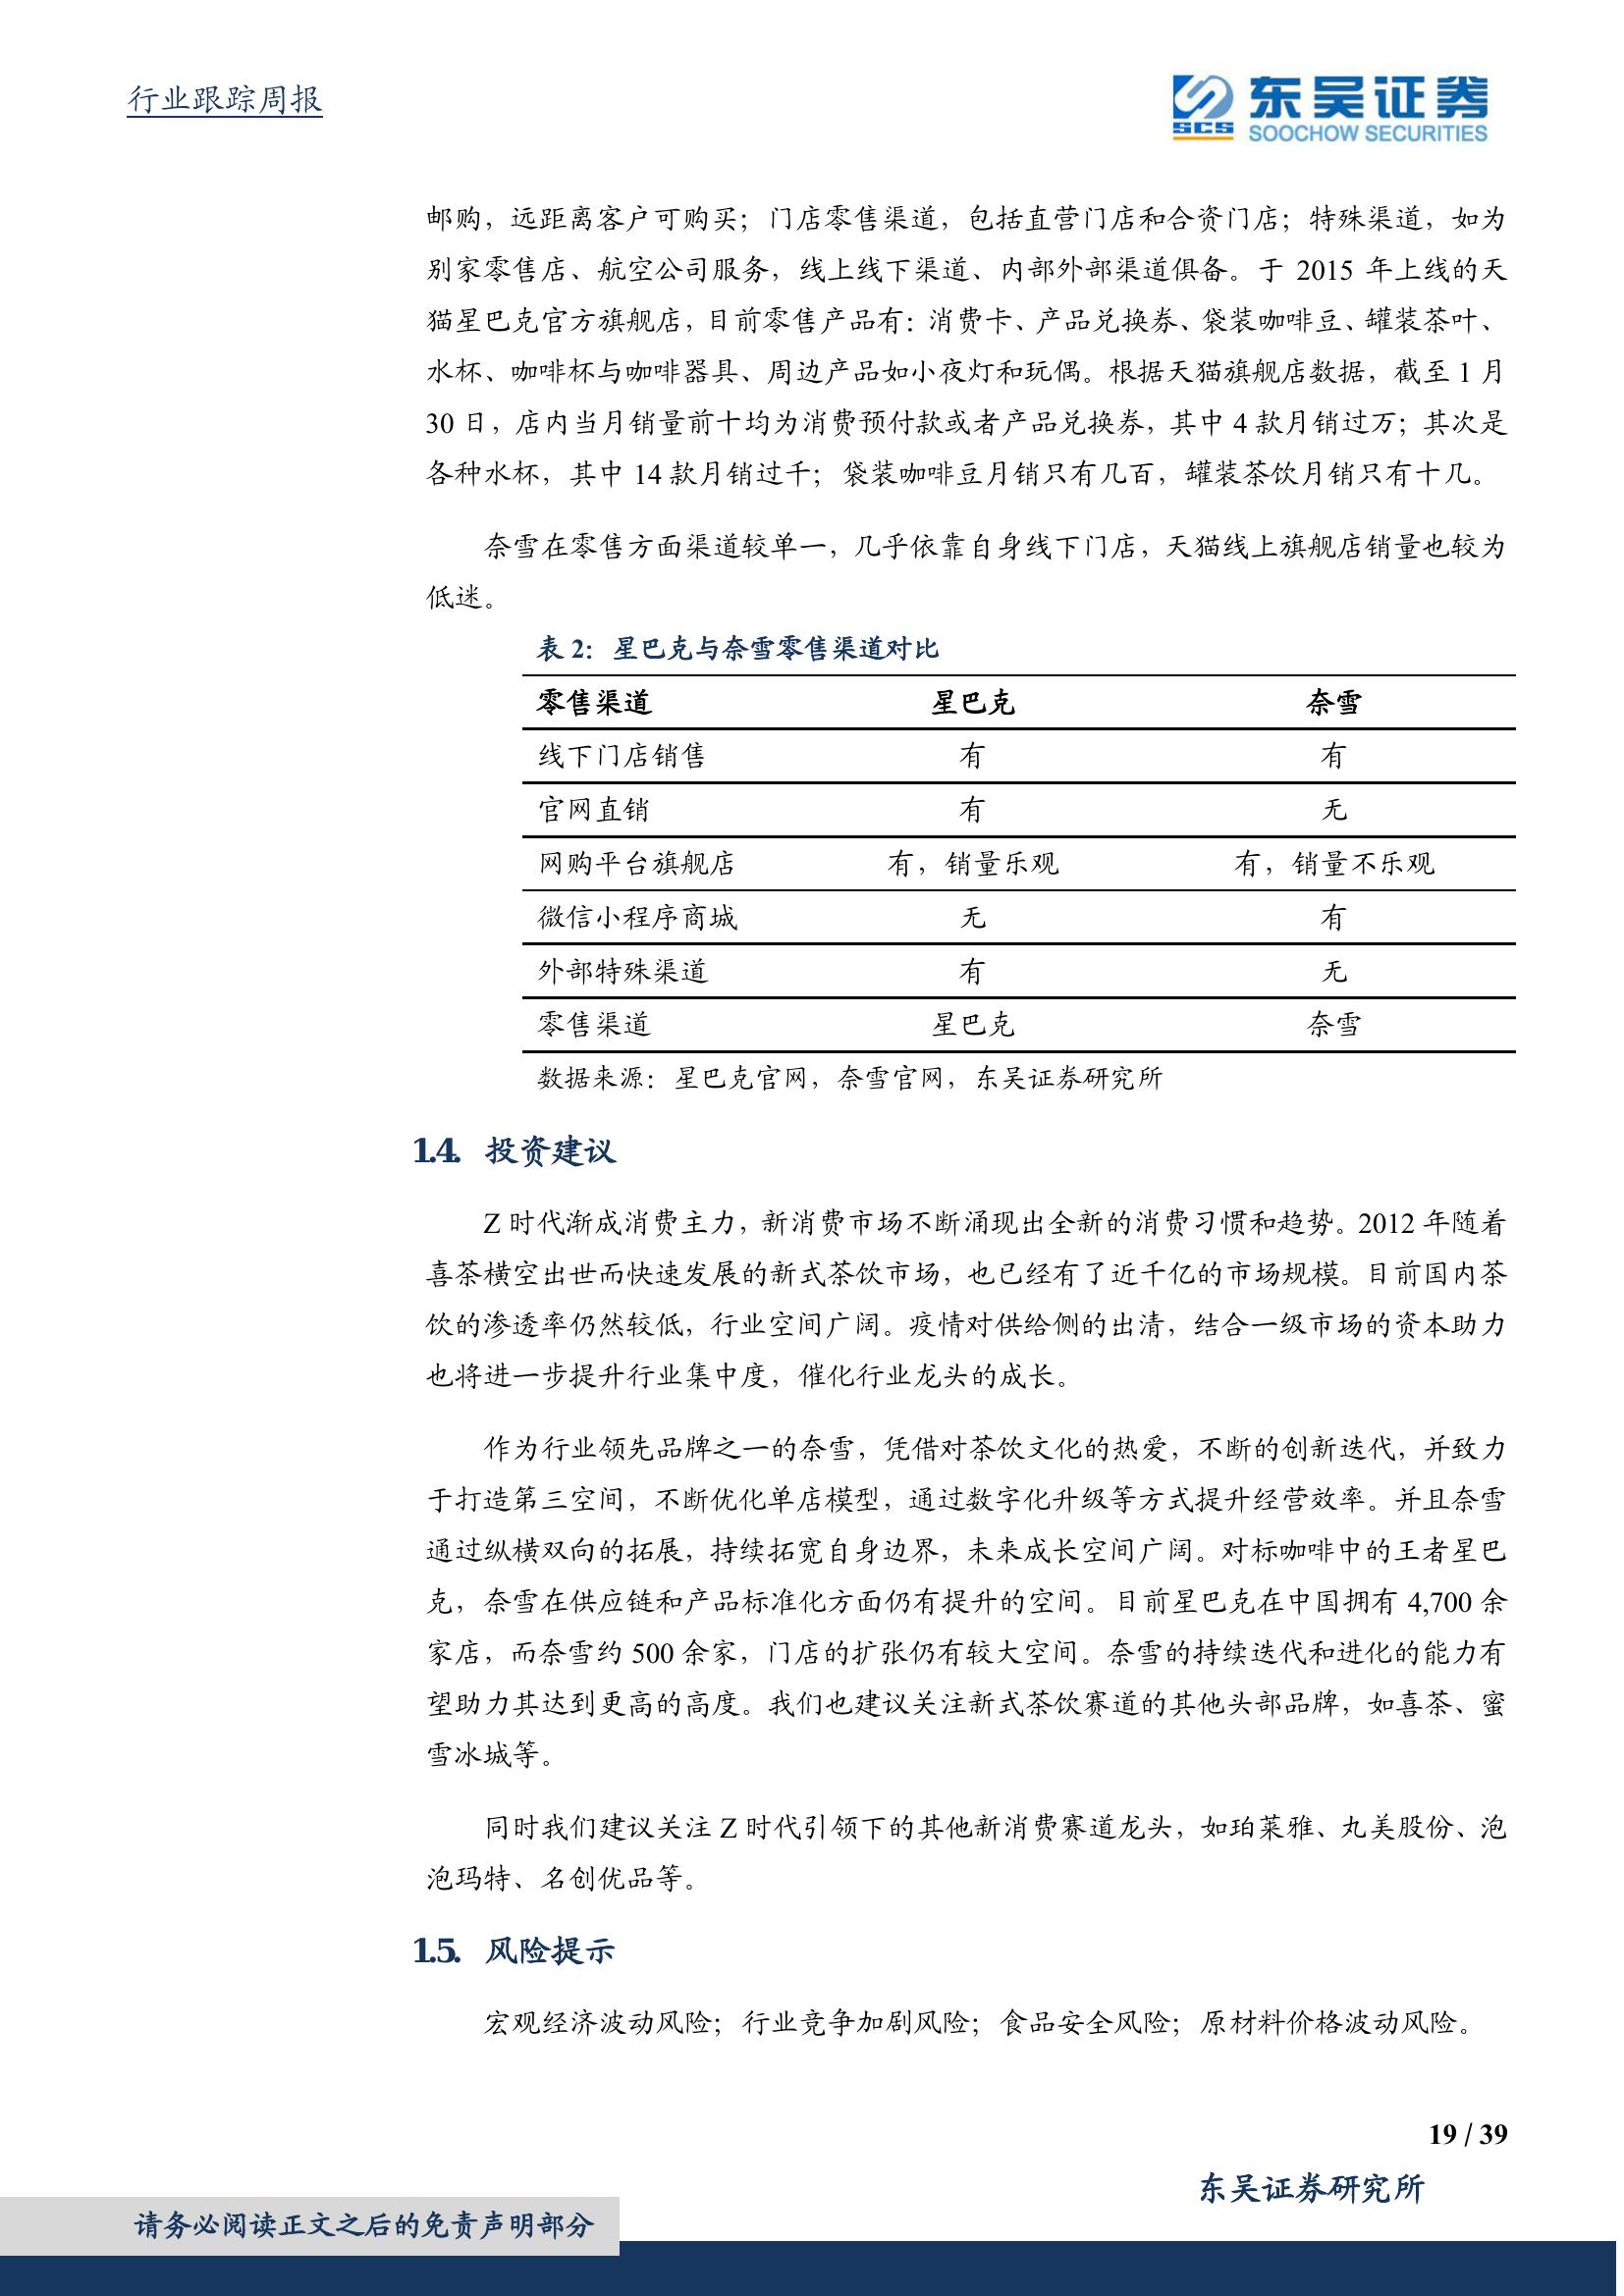 行业跟踪周报
东吴证券
SCS
SOOCHOW SECURITIES
邮购，远距离客户可购买；门店零售渠道，包括直营门店和合资门店；特殊渠道，如为
别家零售店、航空公司服务，线上线下渠道、内部外部渠道俱备。于 2015 年上线的天
猫星巴克官方旗舰店，目前零售产品有：消费卡、产品兑换券、袋装咖啡豆、罐装茶叶、
水杯、咖啡杯与咖啡器具、周边产品如小夜灯和玩偶。根据天猫旗舰店数据，截至 1 月
30 日，店内当月销量前十均为消费预付款或者产品兑换券，其中 4 款月销过万；其次是
各种水杯，其中 14 款月销过千；袋装咖啡豆月销只有几百，罐装茶饮月销只有十几。
奈雪在零售方面渠道较单一，几乎依靠自身线下门店，天猫线上旗舰店销量也较为
低迷。
表 2：星巴克与奈雪零售渠道对比
零售渠道 星巴克 奈雪
线下门店销售 有 有
官网直销 有 无
网购平台旗舰店 有，销量乐观 有，销量不乐观
微信小程序商城 无 有
外部特殊渠道 有 无
零售渠道 星巴克 奈雪
数据来源：星巴克官网，奈雪官网，东吴证券研究所
1.4. 投资建议
Z 时代渐成消费主力，新消费市场不断涌现出全新的消费习惯和趋势。2012 年随着
喜茶横空出世而快速发展的新式茶饮市场，也已经有了近千亿的市场规模。目前国内茶
饮的渗透率仍然较低，行业空间广阔。疫情对供给侧的出清，结合一级市场的资本助力
也将进一步提升行业集中度，催化行业龙头的成长。
作为行业领先品牌之一的奈雪，凭借对茶饮文化的热爱，不断的创新迭代，并致力
于打造第三空间，不断优化单店模型，通过数字化升级等方式提升经营效率。并且奈雪
通过纵横双向的拓展，持续拓宽自身边界，未来成长空间广阔。对标咖啡中的王者星巴
克，奈雪在供应链和产品标准化方面仍有提升的空间。目前星巴克在中国拥有 4,700 余
家店，而奈雪约 500 余家，门店的扩张仍有较大空间。奈雪的持续迭代和进化的能力有
望助力其达到更高的高度。我们也建议关注新式茶饮赛道的其他头部品牌，如喜茶、蜜
雪冰城等。
同时我们建议关注 Z 时代引领下的其他新消费赛道龙头，如珀莱雅、丸美股份、泡
泡玛特、名创优品等。
1.5. 风险提示
宏观经济波动风险；行业竞争加剧风险；食品安全风险；原材料价格波动风险。
19 / 39
东吴证券研究所
请务必阅读正文之后的免责声明部分